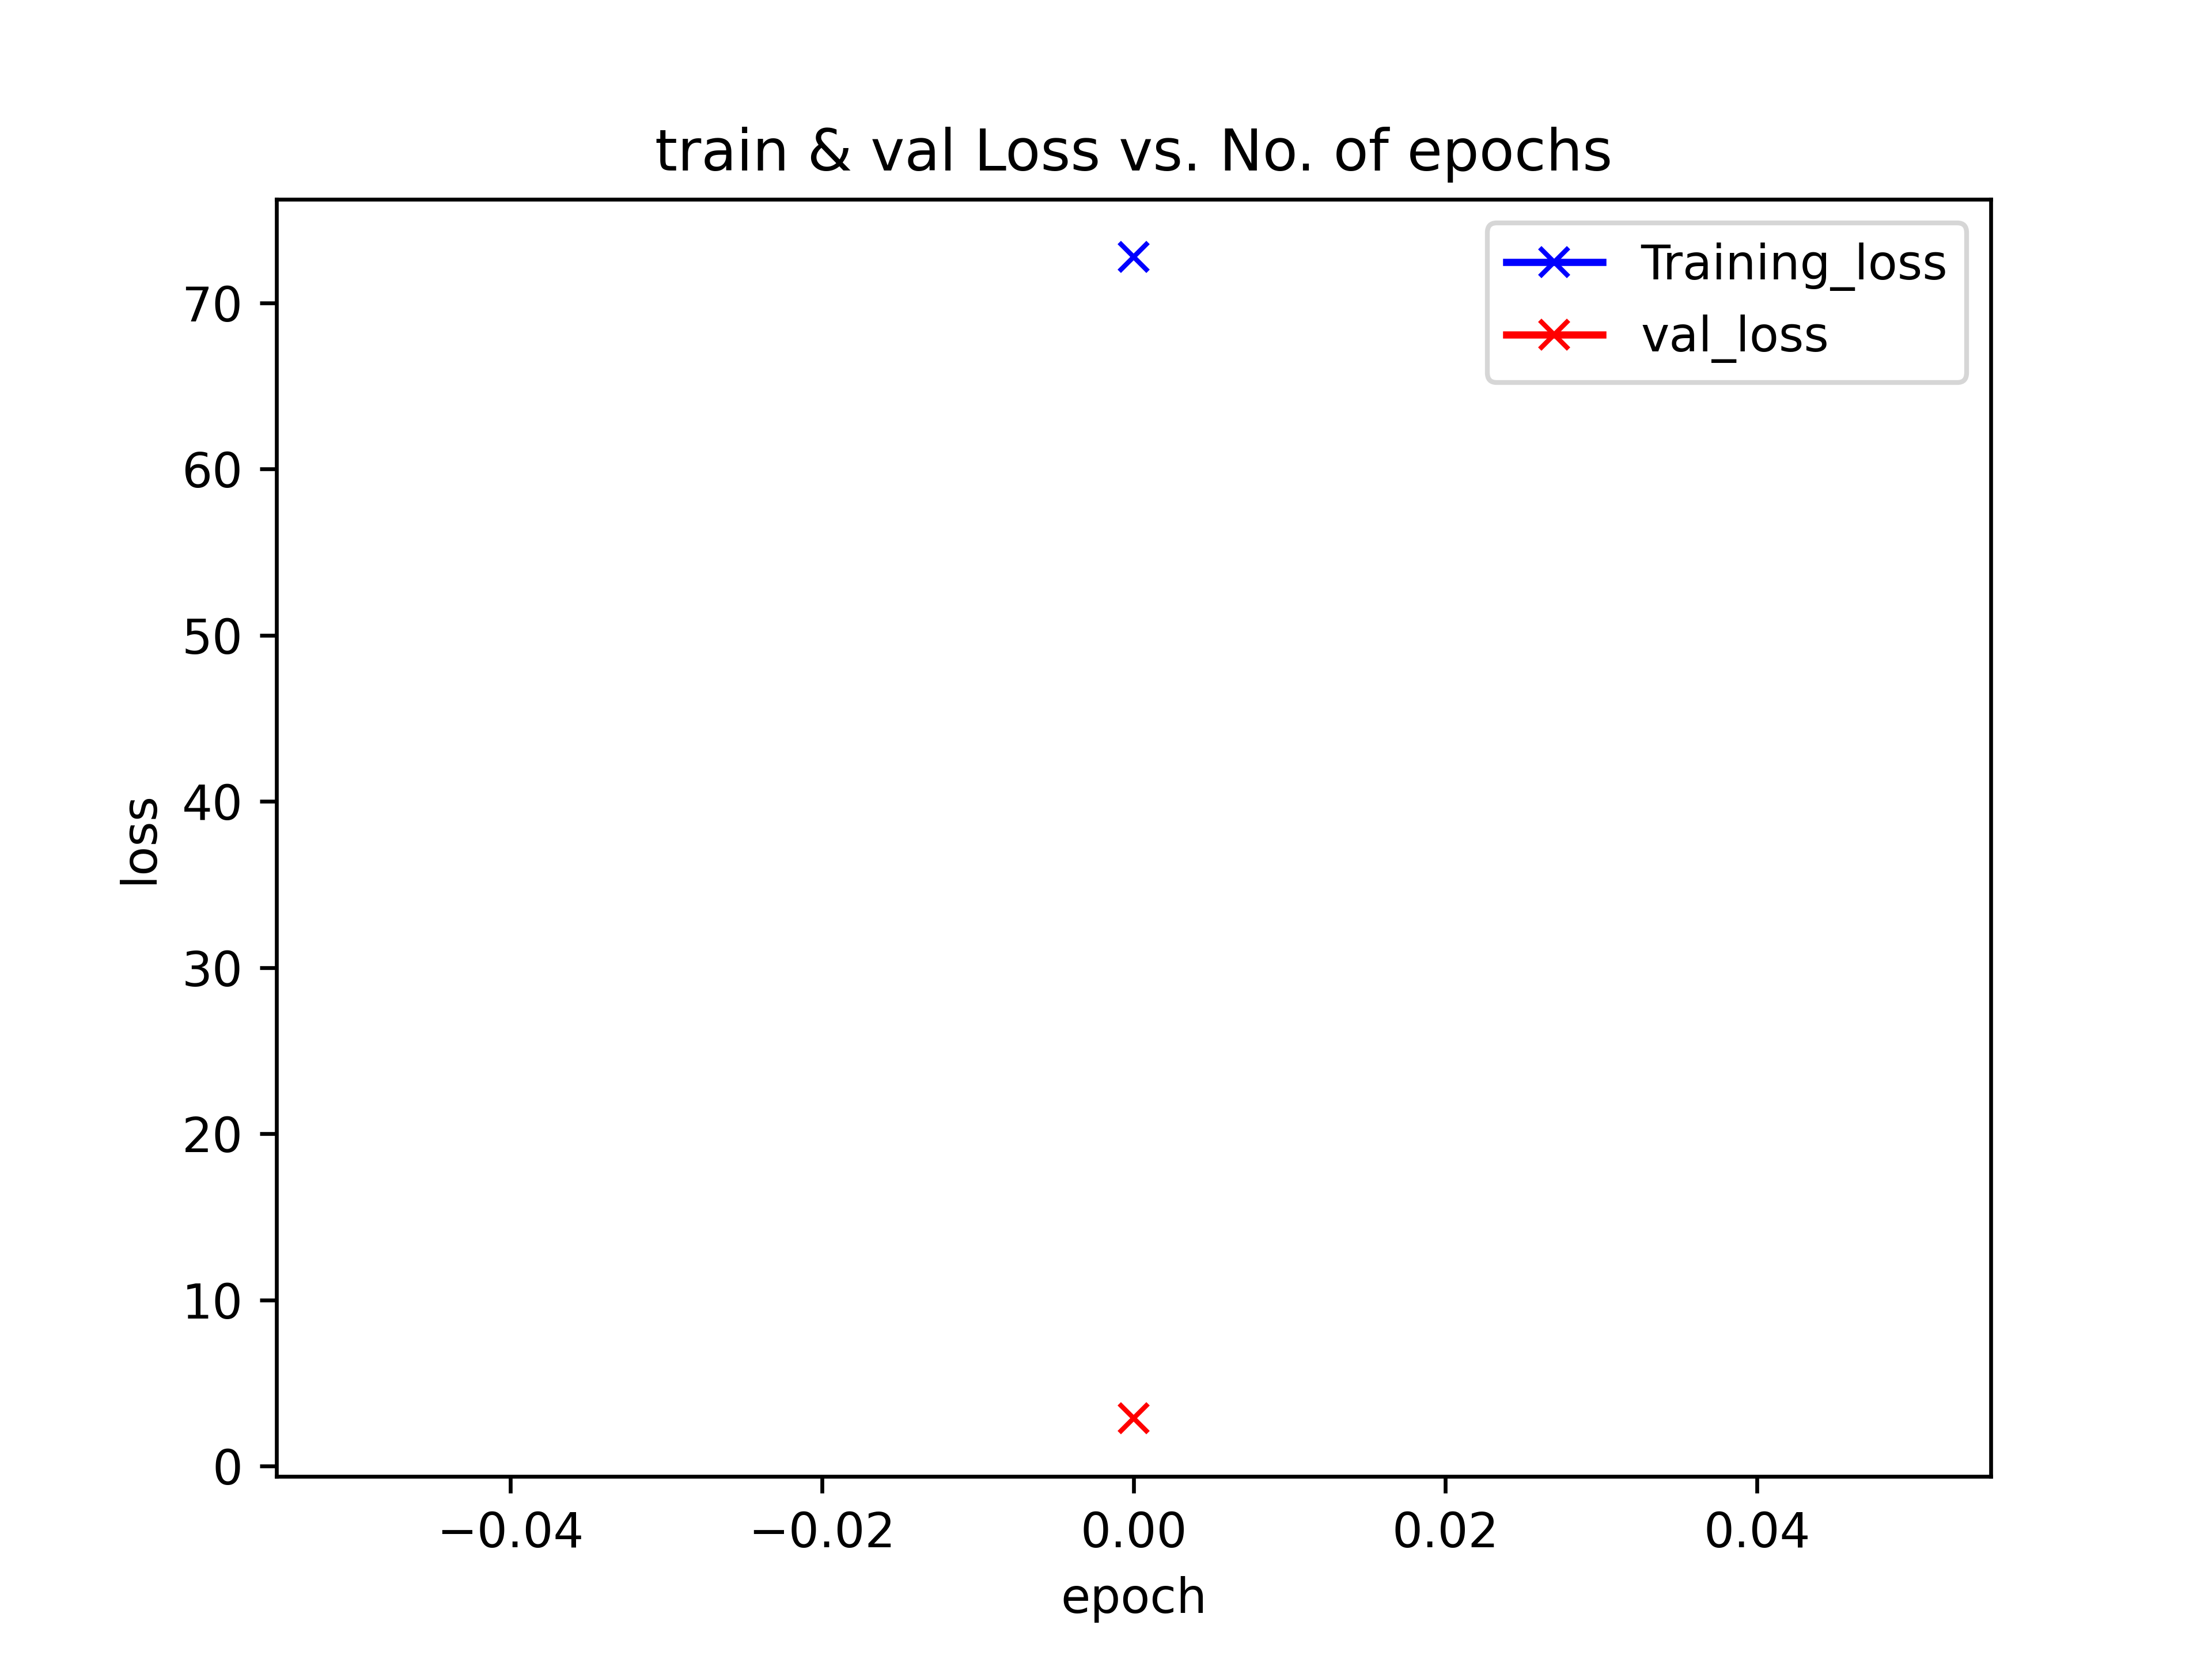 train & val Loss vs. No. of epochs
Training_loss
val_loss
70
60
50
40
30
20
10
0
loss
−0.04
−0.02
0.00
0.02
0.04
epoch